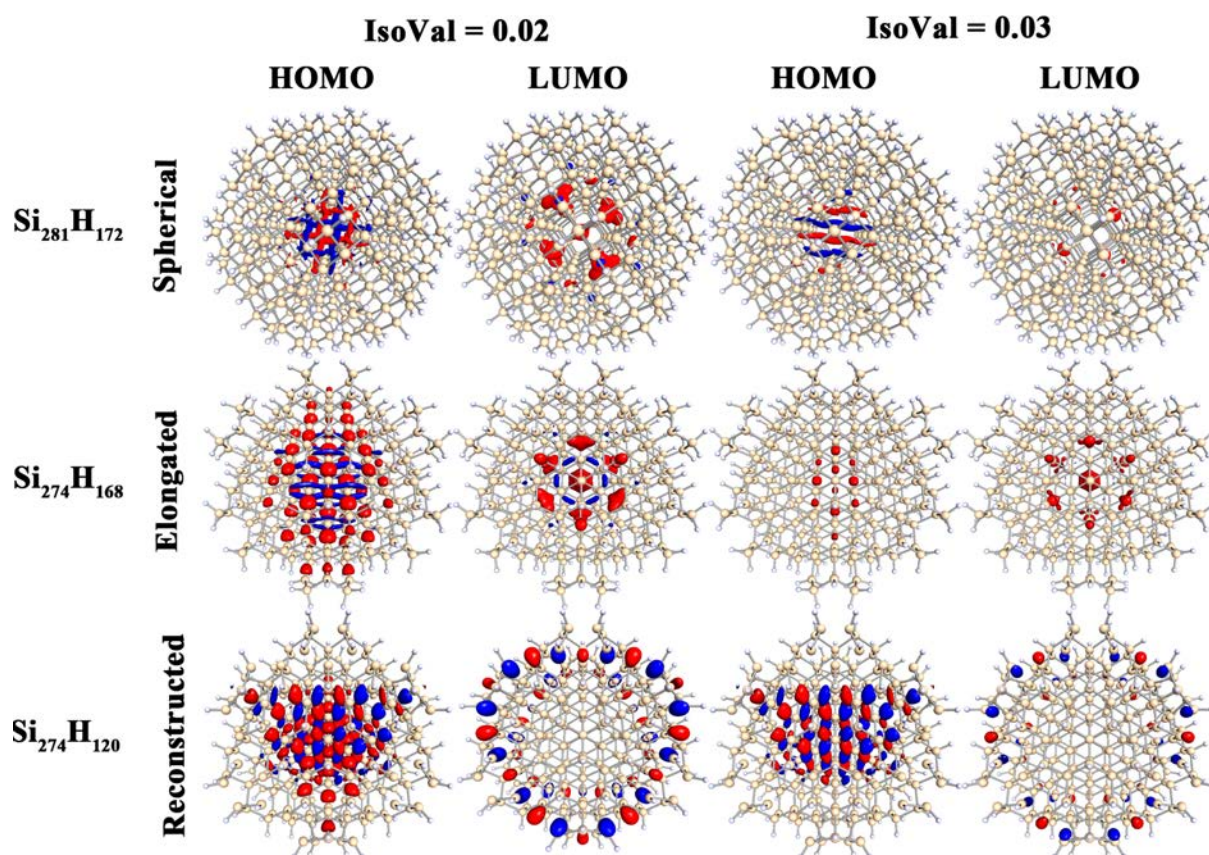 IsoVal = 0.02 IsoVal = 0.03
HOMO LUMO HOMO LUMO
Si281H172 Spherical
Si274H168 Elongated
Si274H120 Reconstructed